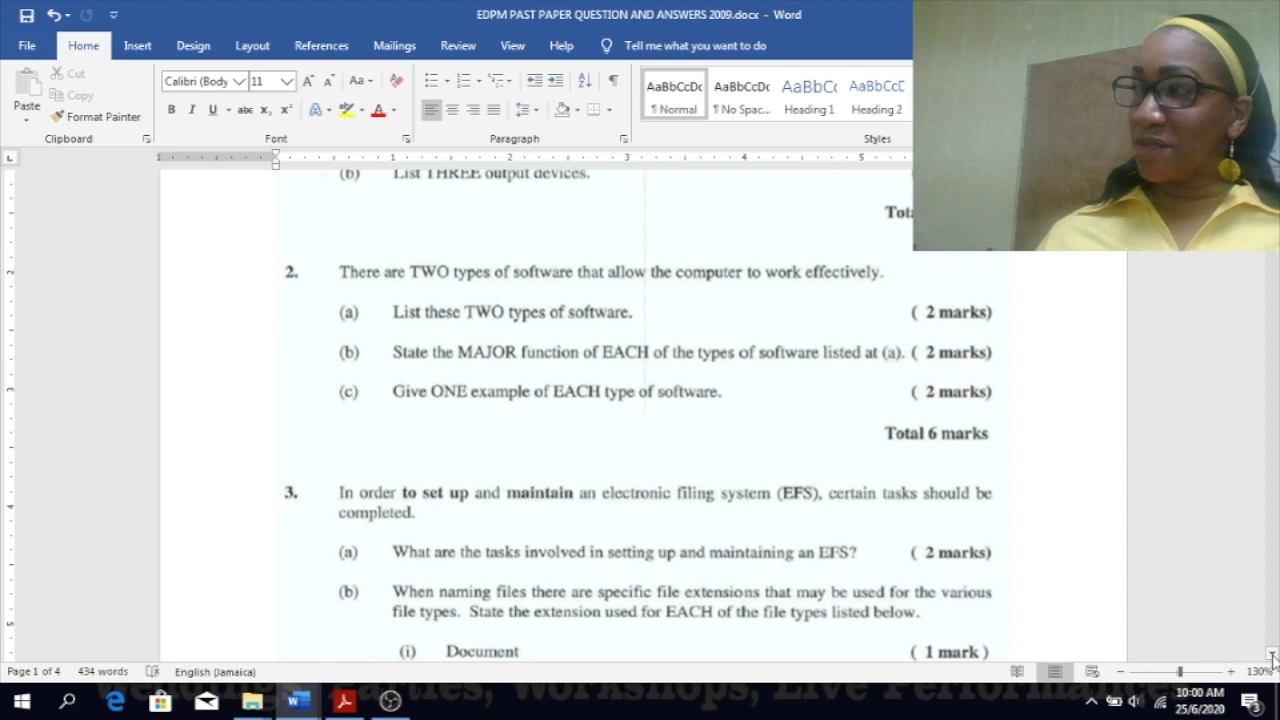 EDPM PAST PAPER QUESTION AND ANSWERS 2009.docx - Word
File Home Insert Design Layout References Mailings Review View Help Tell me what you want to do
Cut
Copy
Paste
Format Painter
Clipboard
Calibri (Body 11
Font
Paragraph
AaBbCcDc AaBbCcDc AaBbCc AaBbCcD
¶ Normal ¶ No Spac... Heading 1 Heading 2
Styles
(b) List THREE output devices.
2. There are TWO types of software that allow the computer to work effectively.
(a) List these TWO types of software. ( 2 marks)
(b) State the MAJOR function of EACH of the types of software listed at (a). ( 2 marks)
(c) Give ONE example of EACH type of software. ( 2 marks)
Total 6 marks
3. In order to set up and maintain an electronic filing system (EFS), certain tasks should be
completed.
(a) What are the tasks involved in setting up and maintaining an EFS? ( 2 marks)
(b) When naming files there are specific file extensions that may be used for the various
file types. State the extension used for EACH of the file types listed below.
(i) Document ( 1 mark )
Page 1 of 4 434 words English (Jamaica) 130%
10:00 AM
25/6/2020